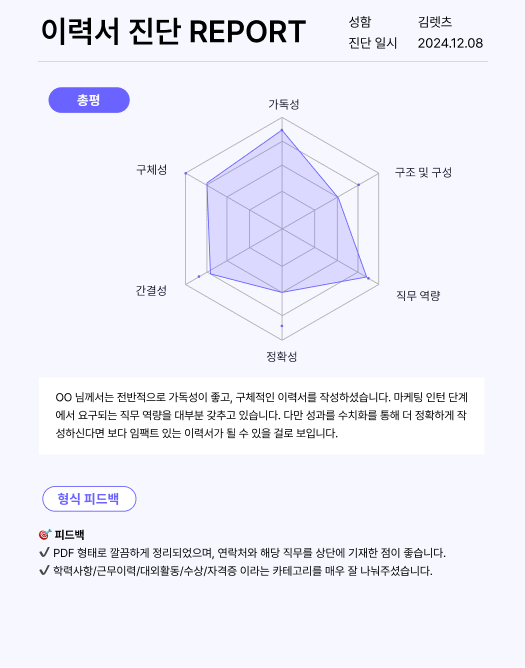 이력서 진단 REPORT
성함 김렛츠
진단 일시 2024.12.08
총평
가독성
구체성
구조 및 구성
간결성
직무 역량
정확성
OO 님께서는 전반적으로 가독성이 좋고, 구체적인 이력서를 작성하셨습니다. 마케팅 인턴 단계
에서 요구되는 직무 역량을 대부분 갖추고 있습니다. 다만 성과를 수치화를 통해 더 정확하게 작
성하신다면 보다 임팩트 있는 이력서가 될 수 있을 걸로 보입니다.
형식 피드백
🎯 피드백
✔ PDF 형태로 깔끔하게 정리되었으며, 연락처와 해당 직무를 상단에 기재한 점이 좋습니다.
✔ 학력사항/근무이력/대외활동/수상/자격증 이라는 카테고리를 매우 잘 나눠주셨습니다.